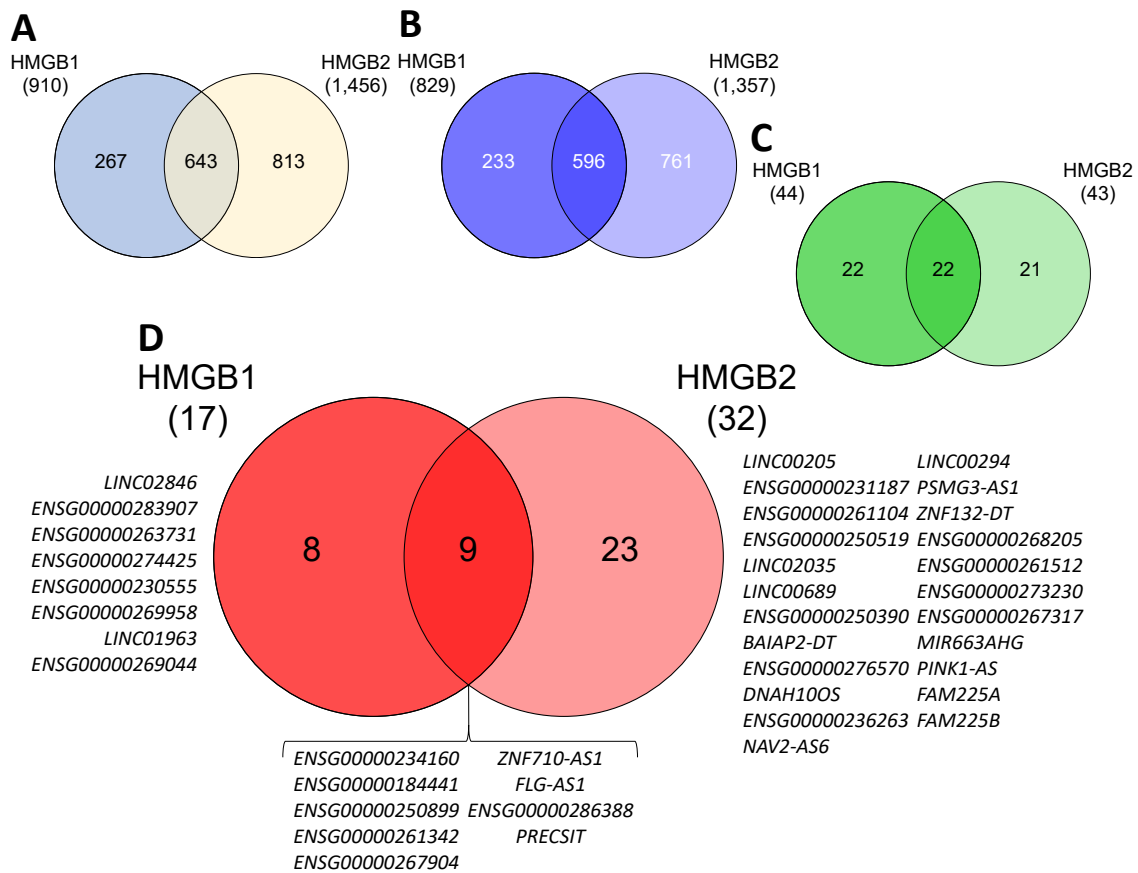 A
HMGB1
(910)
HMGB2
(1,456)
267
643
813
B
HMGB1
(829)
HMGB2
(1,357)
233
596
761
C
HMGB1
(44)
HMGB2
(43)
22
22
21
D
HMGB1
(17)
HMGB2
(32)
8
9
23
LINC02846
ENSG00000283907
ENSG00000263731
ENSG00000274425
ENSG00000230555
ENSG00000269958
LINC01963
ENSG00000269044
LINC00205 LINC00294
ENSG00000231187 PSMG3-AS1
ENSG00000261104 ZNF132-DT
ENSG00000250519 ENSG00000268205
LINC02035 ENSG00000261512
LINC00689 ENSG00000273230
ENSG00000250390 ENSG00000267317
BAIAP2-DT MIR663AHG
ENSG00000276570 PINK1-AS
DNAH10OS FAM225A
ENSG00000236263 FAM225B
NAV2-AS6
ENSG00000234160 ZNF710-AS1
ENSG00000184441 FLG-AS1
ENSG00000250899 ENSG00000286388
ENSG00000261342 PRECSIT
ENSG00000267904